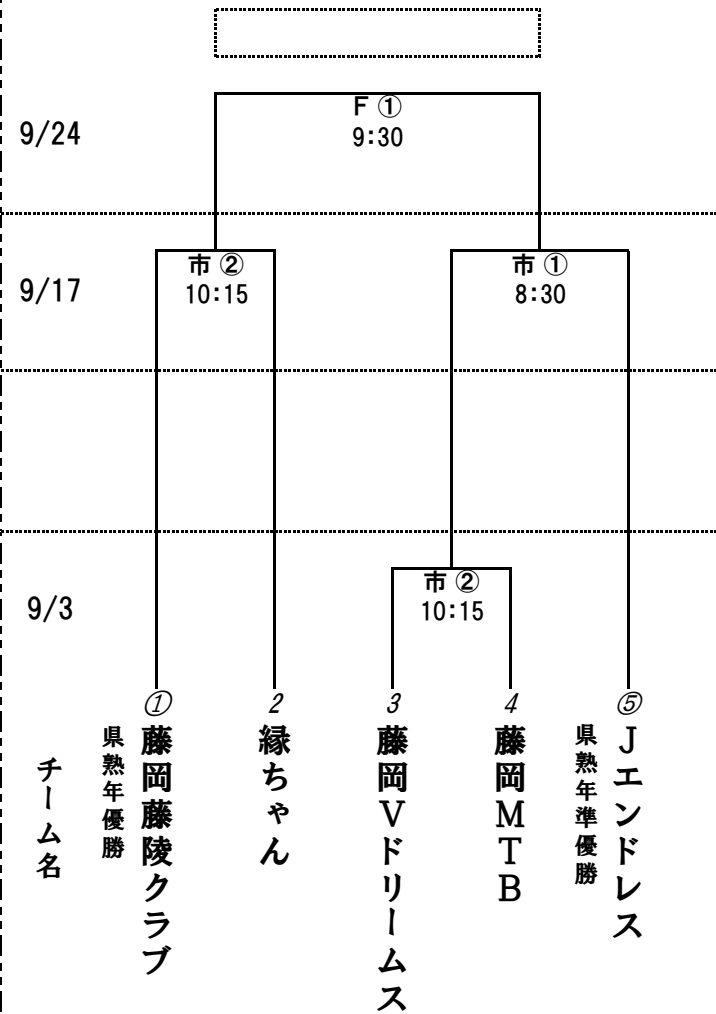 9/24
F ①
9:30
9/17
市 ②
10:15
市 ①
8:30
9/3
市 ②
10:15
①
2
3
4
⑤
チーム名
県熟年優勝
藤岡藤陵クラブ
縁ちゃん
藤岡Vドリームス
藤岡MTB
県熟年準優勝
Jエンドレス